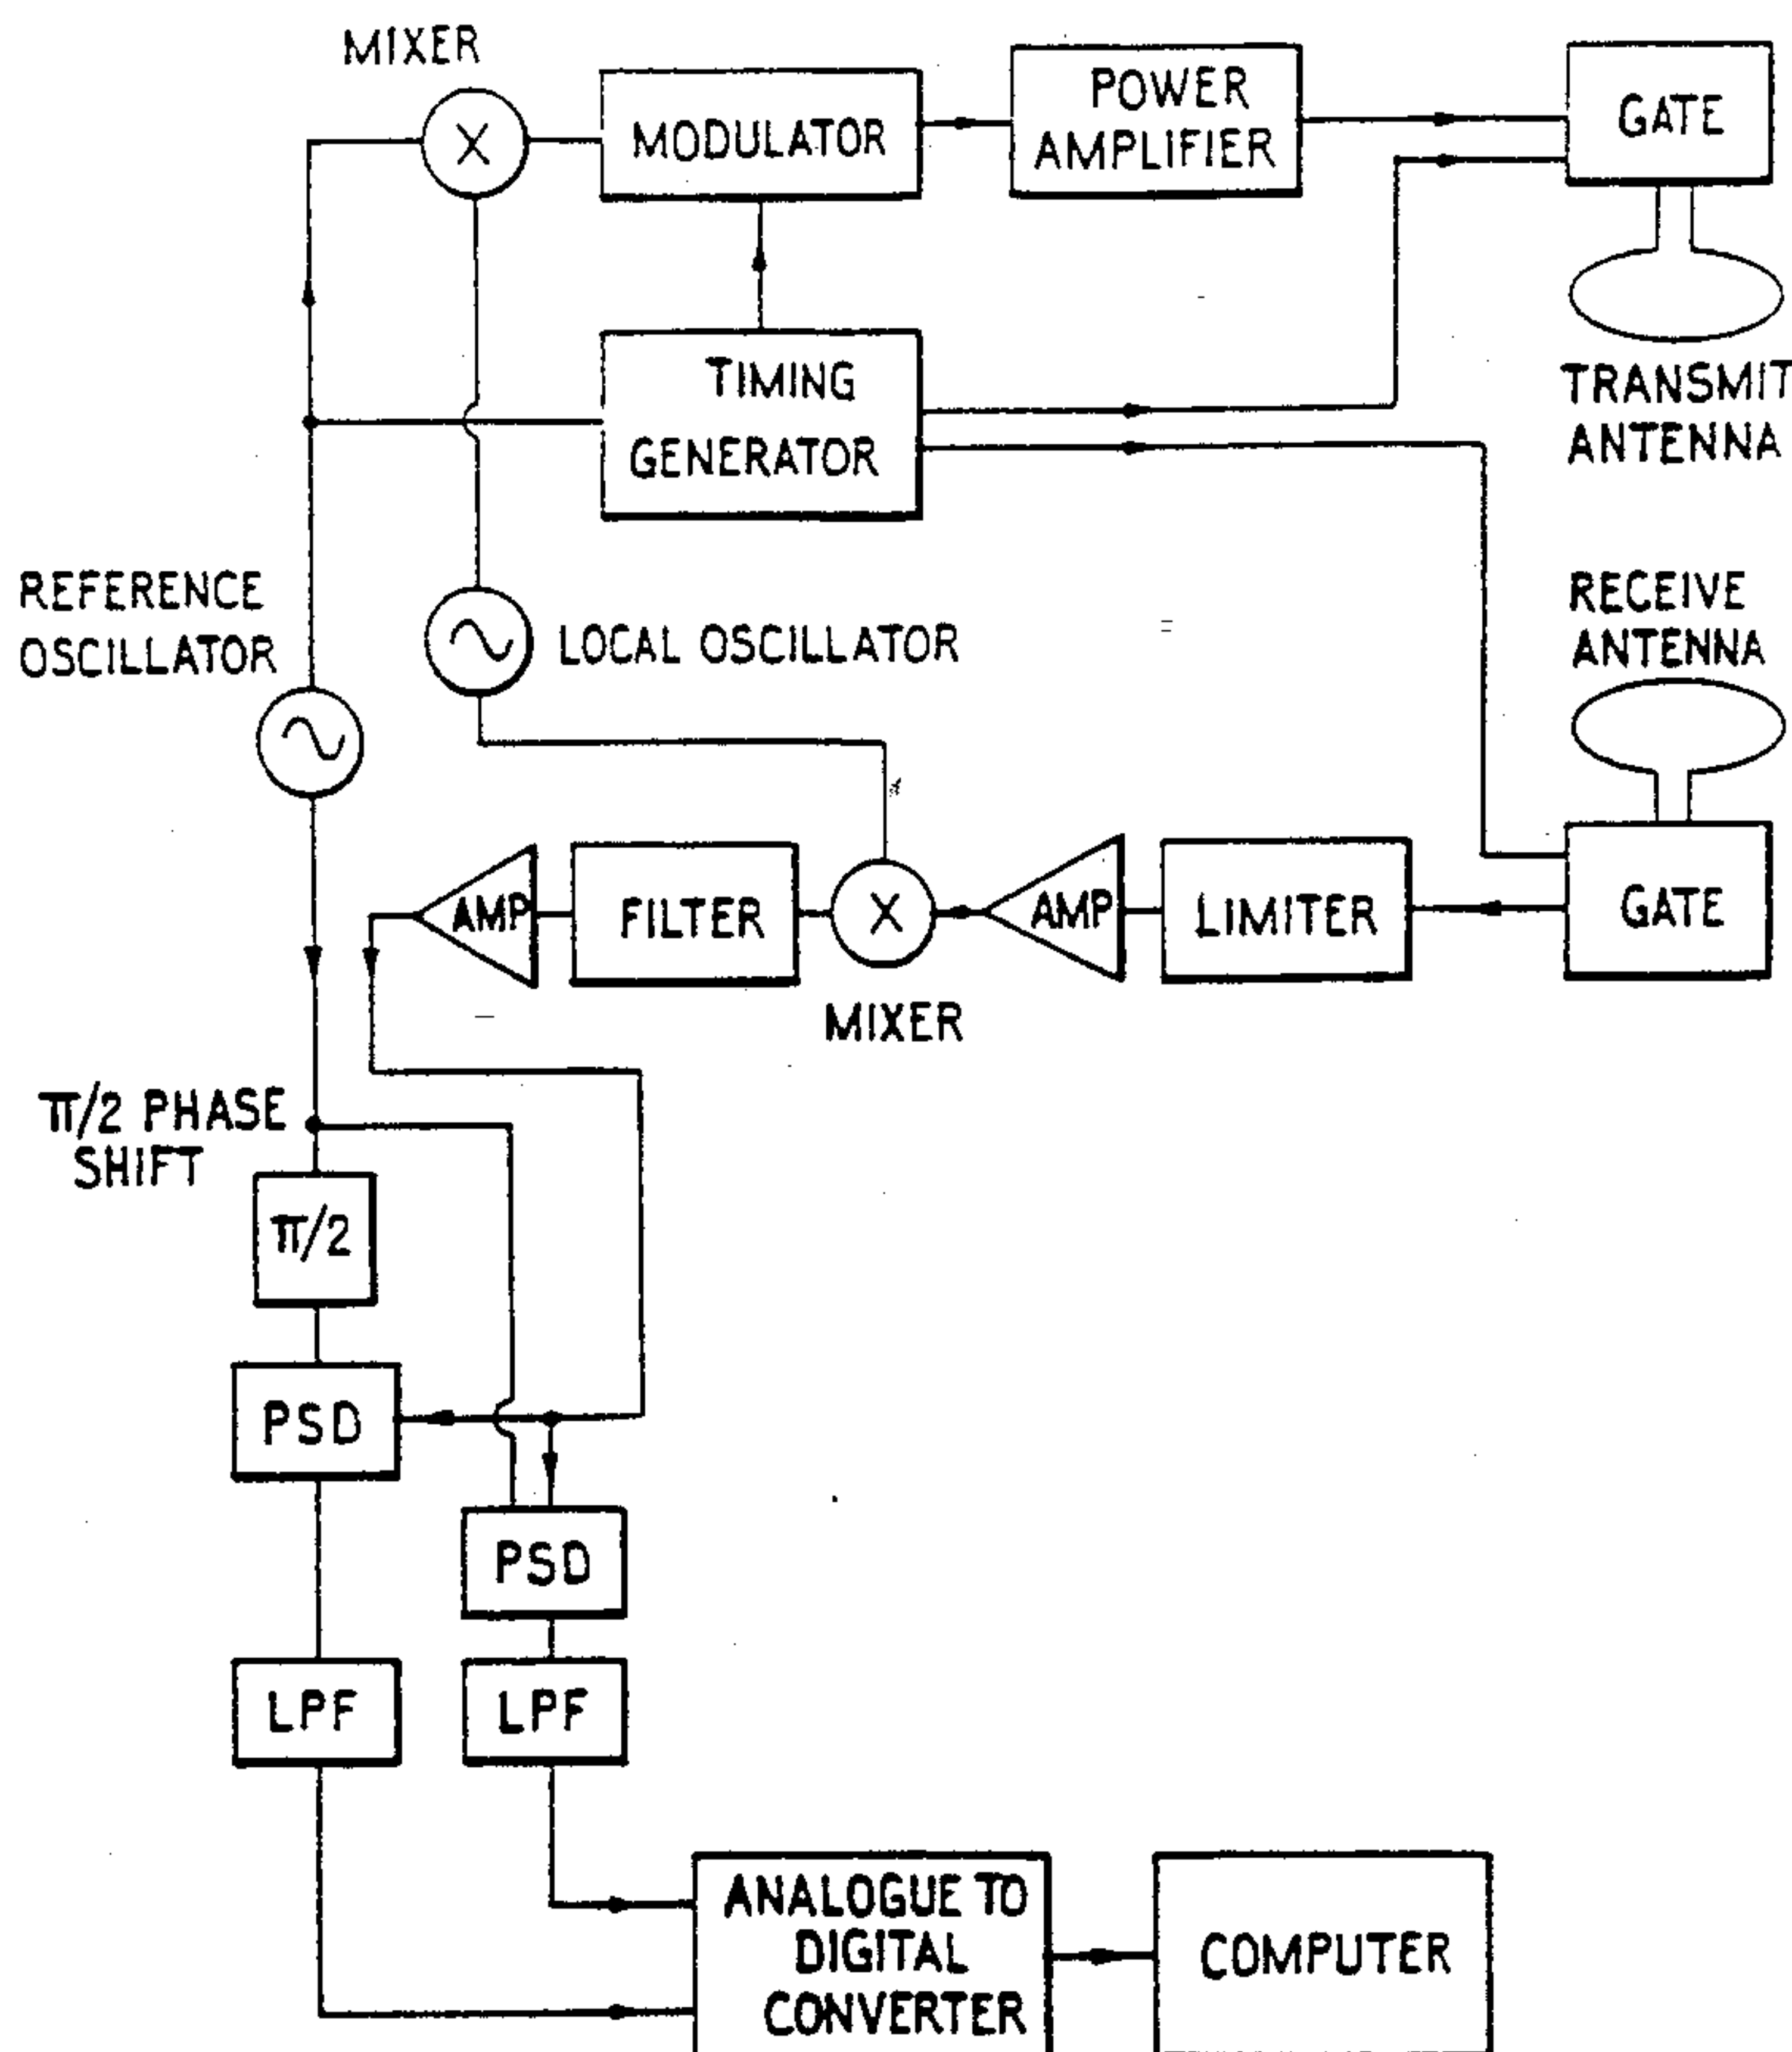 MIXER
X
MODULATOR
POWER
AMPLIFIER
GATE
TRANSMIT
ANTENNA
TIMING
GENERATOR
REFERENCE
OSCILLATOR
LOCAL OSCILLATOR
RECEIVE
ANTENNA
AMP
FILTER
X
AMP
LIMITER
GATE
MIXER
π/2 PHASE
SHIFT
π/2
PSD
PSD
LPF
LPF
ANALOGUE TO
DIGITAL
CONVERTER
COMPUTER